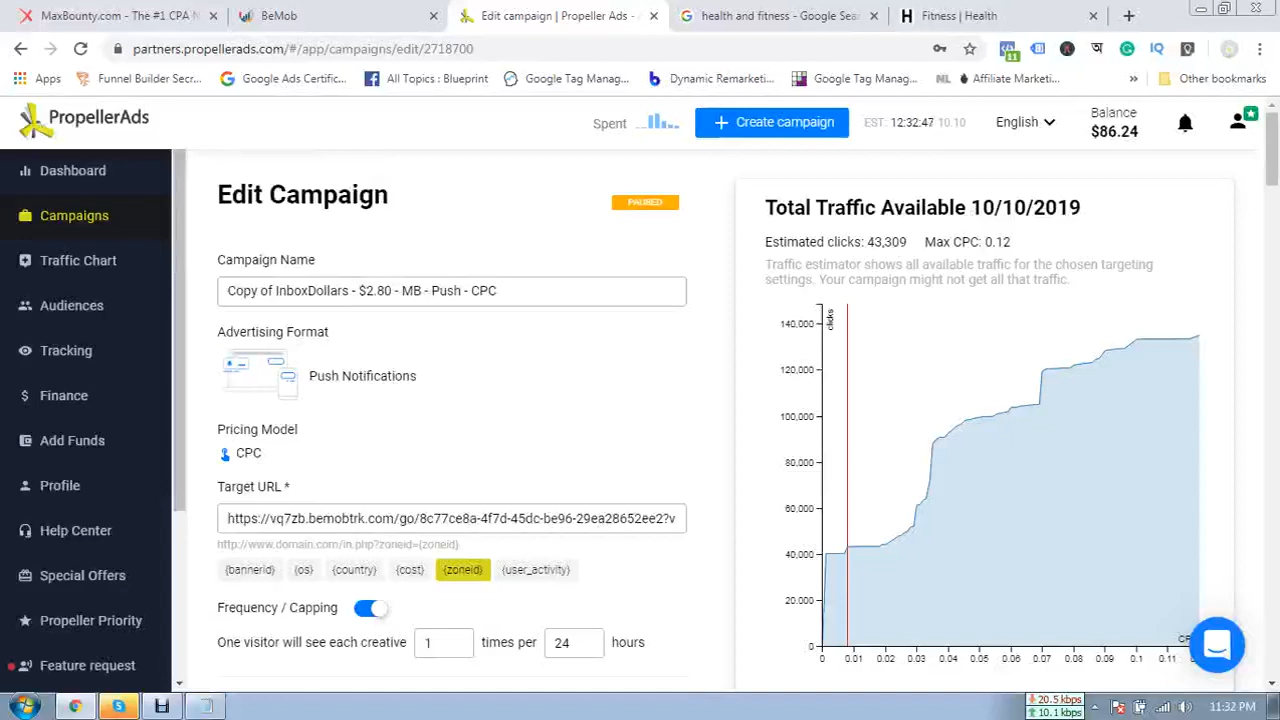 MaxBounty.com - The #1 CPA N
BeMob
Edit campaign | Propeller Ads -
health and fitness - Google Sea
Fitness | Health
partners.propellerads.com/#/app/campaigns/edit/2718700
11
Apps
Funnel Builder Secr...
Google Ads Certific...
All Topics : Blueprint
Google Tag Manag...
Dynamic Remarketi...
Google Tag Manag...
NL
Affiliate Marketi...
»
Other bookmarks
PropellerAds
Spent
+ Create campaign
EST: 12:32:47 10.10
English
Balance
$86.24
Dashboard
Campaigns
Traffic Chart
Audiences
Tracking
Finance
Add Funds
Profile
Help Center
Special Offers
Propeller Priority
Feature request
Edit Campaign
PAUSED
Campaign Name
Copy of InboxDollars - $2.80 - MB - Push - CPC
Advertising Format
Push Notifications
Pricing Model
CPC
Target URL *
https://vq7zb.bemobtrk.com/go/8c77ce8a-4f7d-45dc-be96-29ea28652ee2?v
http://www.domain.com/in.php?zoneid={zoneid}
{bannerid} {os} {country} {cost} {zoneid} {user_activity}
Frequency / Capping
One visitor will see each creative 1 times per 24 hours
Total Traffic Available 10/10/2019
Estimated clicks: 43,309 Max CPC: 0.12
Traffic estimator shows all available traffic for the chosen targeting
settings. Your campaign might not get all that traffic.
clicks
140,000
120,000
100,000
80,000
60,000
40,000
20,000
0
CP
0 0.01 0.02 0.03 0.04 0.05 0.06 0.07 0.08 0.09 0.1 0.11
20.5 kbps
10.1 kbps
11:32 PM